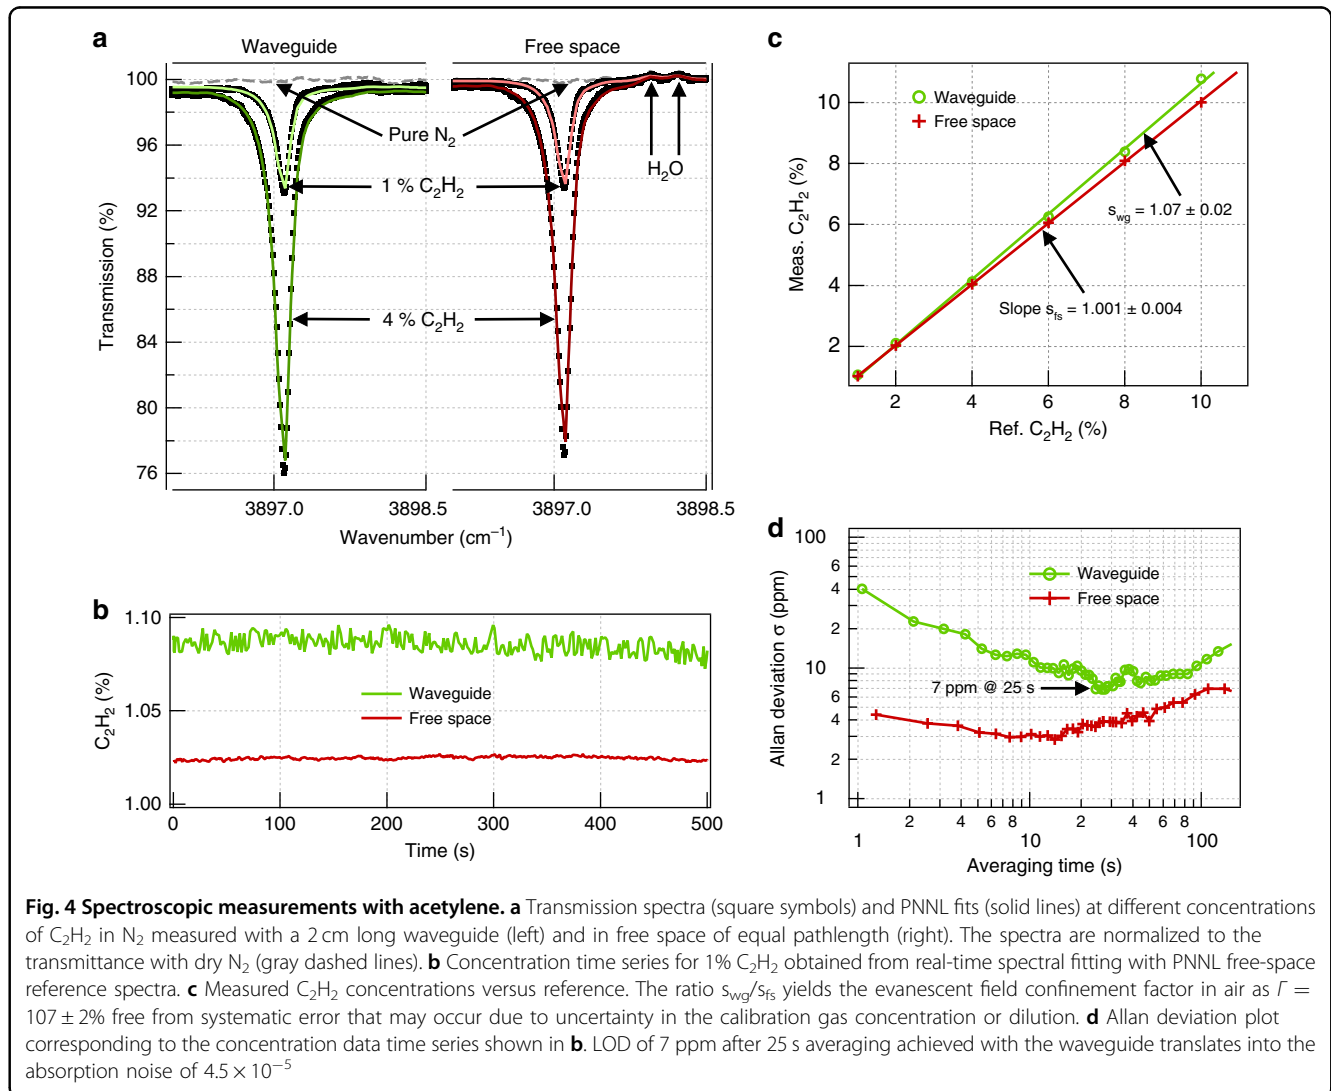 a
Waveguide
Free space
100
98
96
94
92
90
88
86
84
82
80
78
76
Transmission (%)
Pure N₂
1 % C₂H₂
4 % C₂H₂
H₂O
3897.0
3898.5
3897.0
3898.5
Wavenumber (cm⁻¹)
b
1.10
1.05
1.00
C₂H₂ (%)
Waveguide
Free space
0
100
200
300
400
500
Time (s)
c
10
8
6
4
2
Meas. C₂H₂ (%)
Waveguide
Free space
s_wg = 1.07 ± 0.02
Slope s_fs = 1.001 ± 0.004
2
4
6
8
10
Ref. C₂H₂ (%)
d
100
4
2
10
8
6
4
2
1
Allan deviation σ (ppm)
Waveguide
Free space
7 ppm @ 25 s
2 4 6 8 2 4 6 8
1 10 100
Averaging time (s)
Fig. 4 Spectroscopic measurements with acetylene. a Transmission spectra (square symbols) and PNNL fits (solid lines) at different concentrations
of C₂H₂ in N₂ measured with a 2 cm long waveguide (left) and in free space of equal pathlength (right). The spectra are normalized to the
transmittance with dry N₂ (gray dashed lines). b Concentration time series for 1% C₂H₂ obtained from real-time spectral fitting with PNNL free-space
reference spectra. c Measured C₂H₂ concentrations versus reference. The ratio s_wg/s_fs yields the evanescent field confinement factor in air as Γ =
107 ± 2% free from systematic error that may occur due to uncertainty in the calibration gas concentration or dilution. d Allan deviation plot
corresponding to the concentration data time series shown in b. LOD of 7 ppm after 25 s averaging achieved with the waveguide translates into the
absorption noise of 4.5 × 10⁻⁵